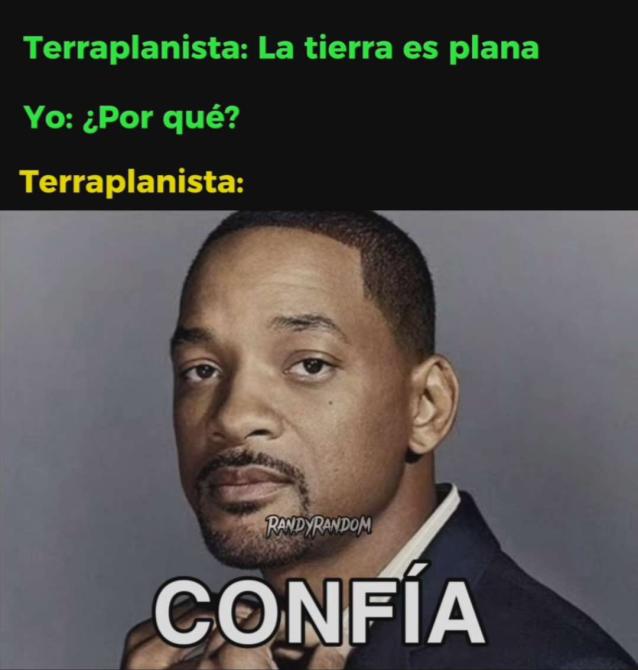 Terraplanista: La tierra es plana
Yo: ¿Por qué?
Terraplanista:
RANDYRANDOM
CONFÍA